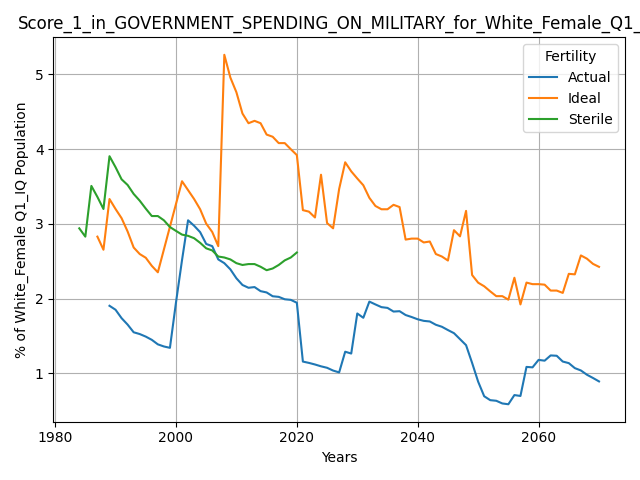 Score_1_in_GOVERNMENT_SPENDING_ON_MILITARY_for_White_Female_Q1_
Fertility
Actual
Ideal
Sterile
% of White_Female Q1_IQ Population
5
4
3
2
1
1980 2000 2020 2040 2060
Years